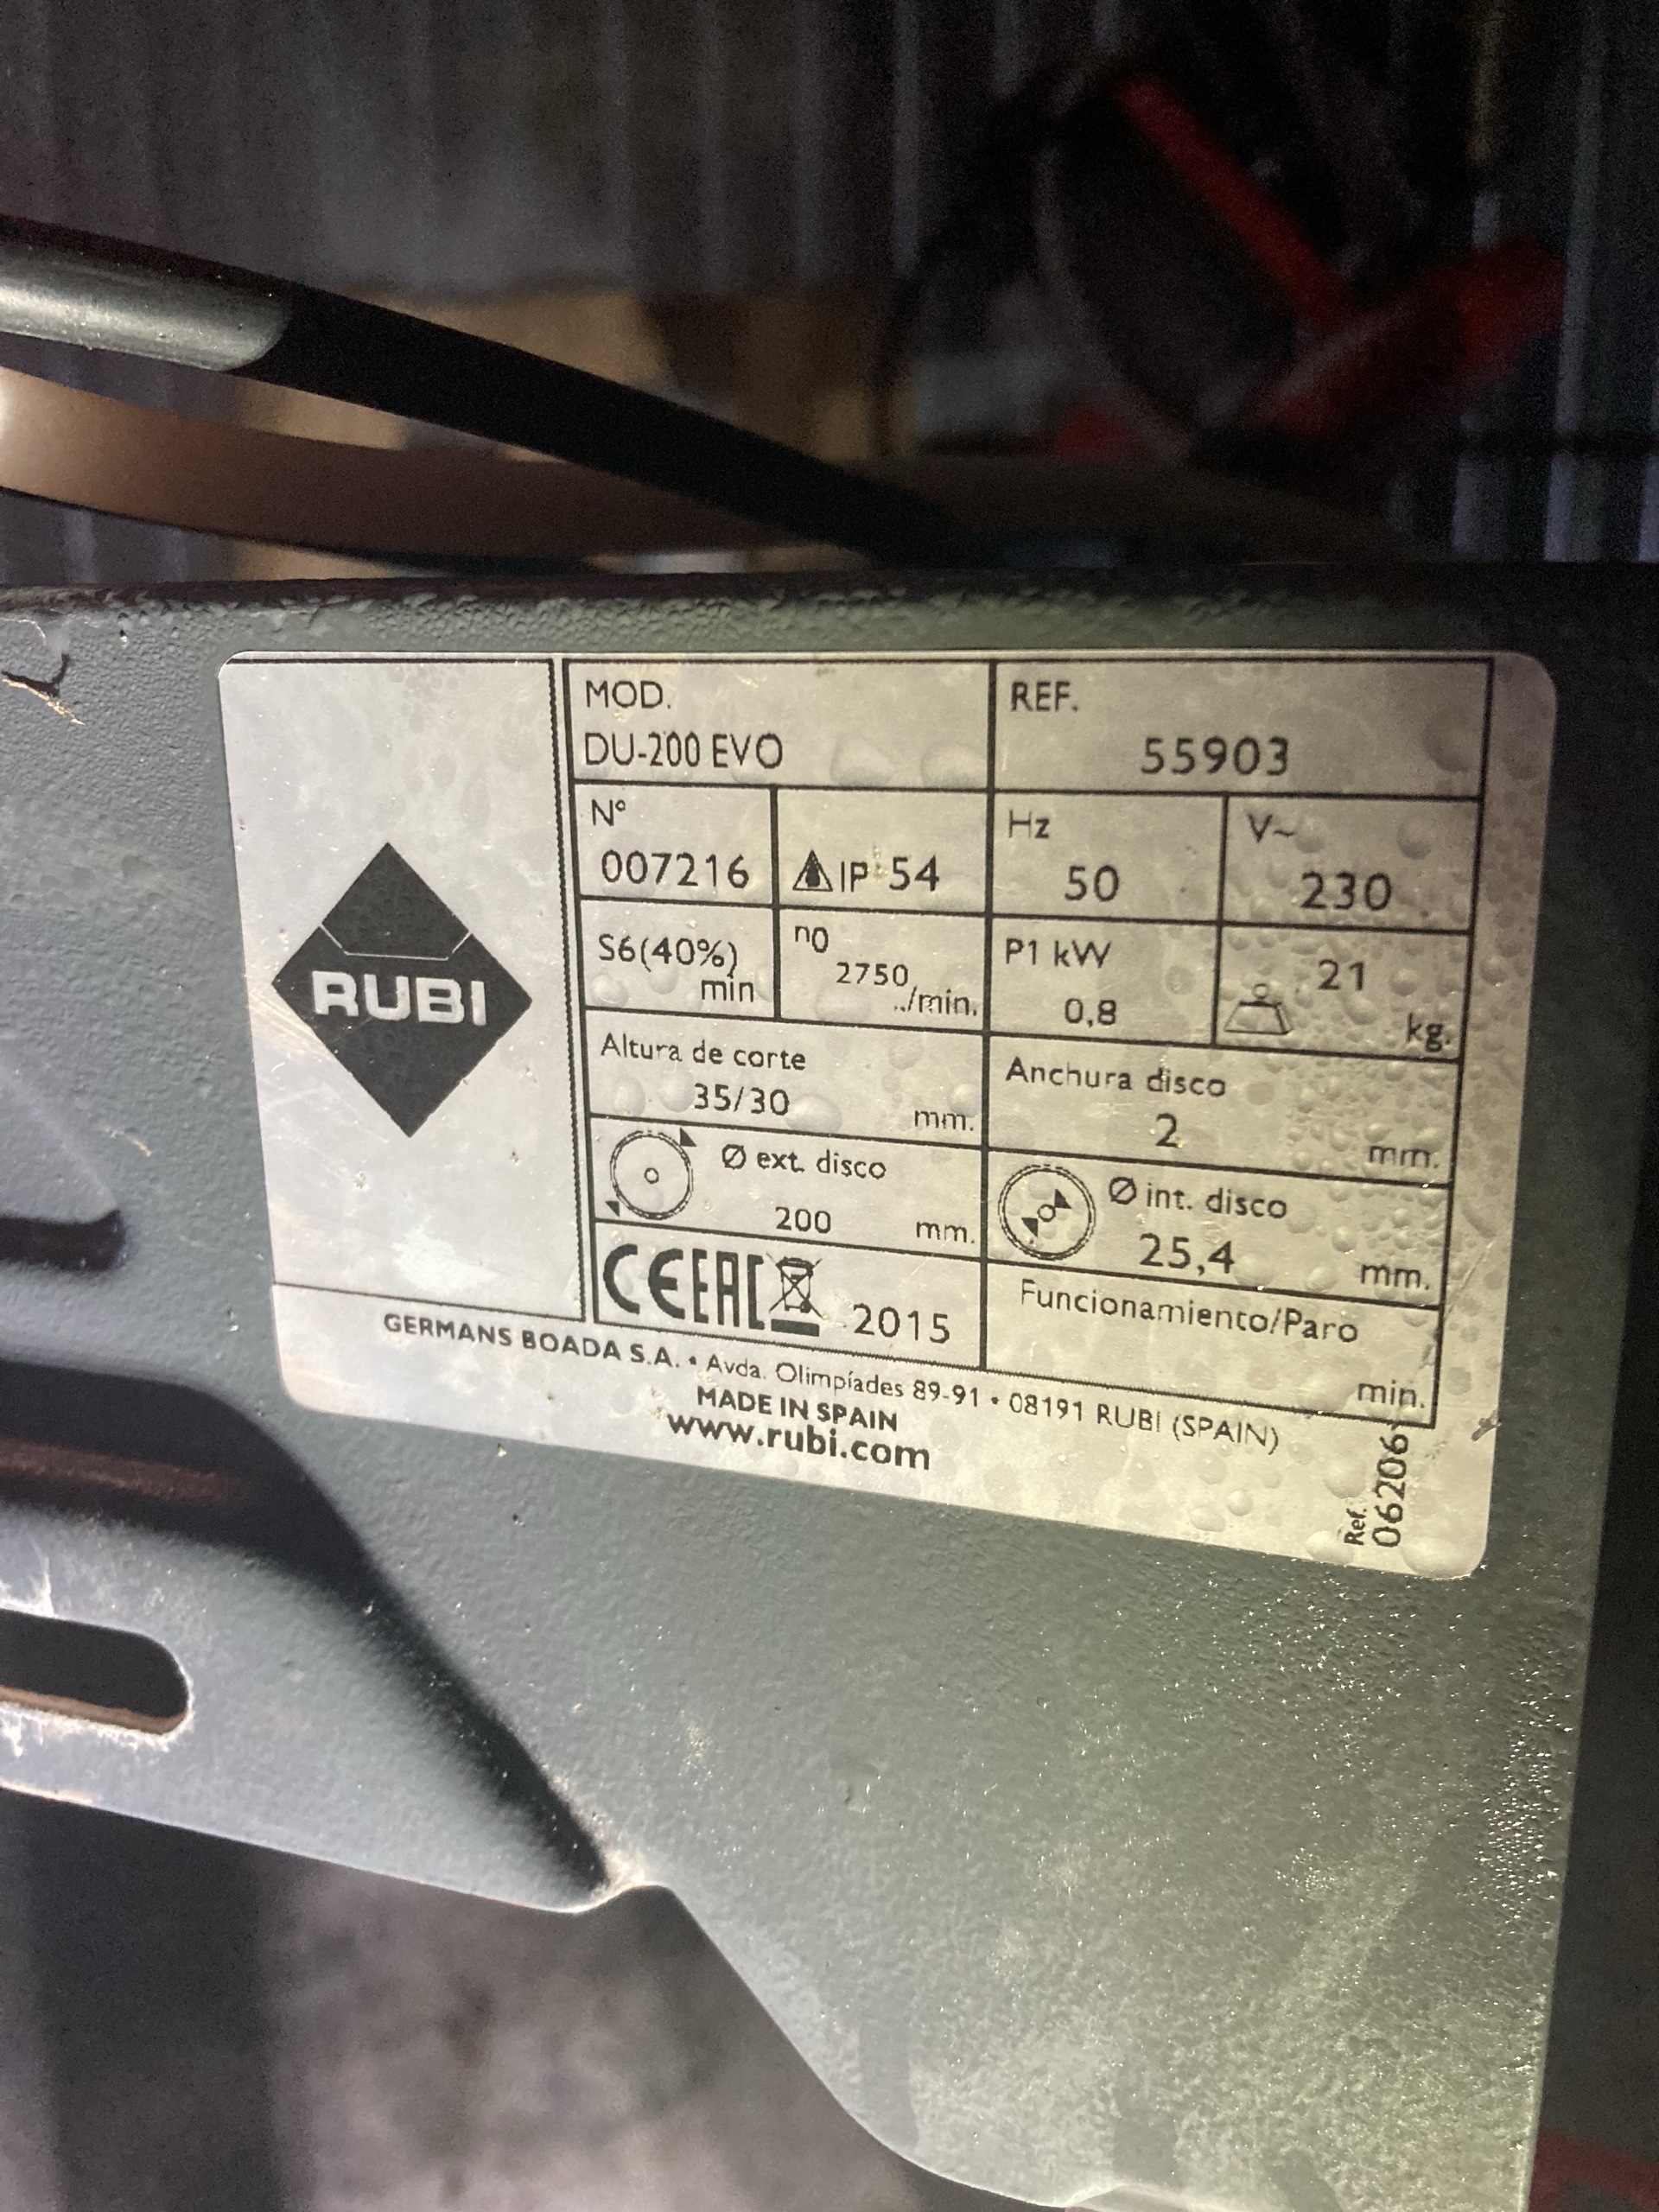 RUBI
MOD.
DU-200 EVO
REF.
55903
Nº
007216
IP 54
Hz
50
V~
230
S6(40%)
min
n0
2750
../min.
P1 kW
0,8
21
kg.
Altura de corte
35/30
mm.
Anchura disco
2
mm.
Ø ext. disco
200
mm.
Ø int. disco
25,4
mm.
CE EAC 2015
Funcionamiento/Paro
min.
GERMANS BOADA S.A. • Avda. Olimpíades 89-91 • 08191 RUBI (SPAIN)
MADE IN SPAIN
www.rubi.com
Ref.
062061